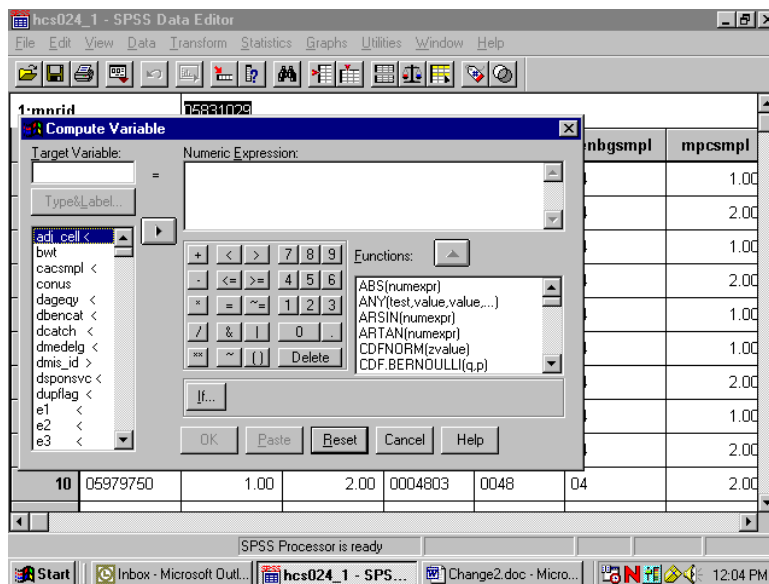 hcs024_1 - SPSS Data Editor
File Edit View Data Transform Statistics Graphs Utilities Window Help
1:mprid 05831029
Compute Variable
Target Variable: Numeric Expression:
=
Type&Label...
nbgsmpl mpcsmpl
1.00
2.00
1.00
2.00
1.00
1.00
2.00
1.00
2.00
adj_cell <
bwt
cacsmpl <
conus
dageqy <
dbencat <
dcatch <
dmedelg <
dmis_id >
dsponsvc <
dupflag <
e1 <
e2 <
e3 <
+ < > 7 8 9
- <= >= 4 5 6
* = ~= 1 2 3
/ & | 0 .
** ~ () Delete
Functions:
ABS(numexpr)
ANY(test,value,value,...)
ARSIN(numexpr)
ARTAN(numexpr)
CDFNORM(zvalue)
CDF.BERNOULLI(q,p)
If...
OK Paste Reset Cancel Help
10 05979750 1.00 2.00 0004803 0048 04 2.00
SPSS Processor is ready
Start Inbox - Microsoft Outl... hcs024_1 - SPS... Change2.doc - Micro... 12:04 PM